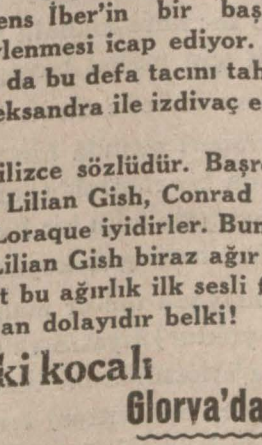 ens İber'in bir baş
lenmesi icap ediyor.
da bu defa tacını tah
eksandra ile izdivaç e
ilizce sözlüdür. Başr
Lilian Gish, Conrad
Loraque iyidirler. Bun
Lilian Gish biraz ağır
t bu ağırlık ilk sesli f
an dolayıdır belki!
ki kocalı
Glorya'da